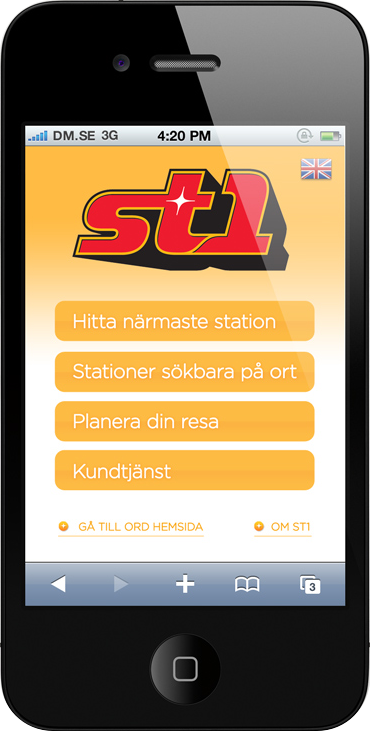 DM.SE 3G 4:20 PM
st1
Hitta närmaste station
Stationer sökbara på ort
Planera din resa
Kundtjänst
GÅ TILL ORD HEMSIDA OM ST1
3